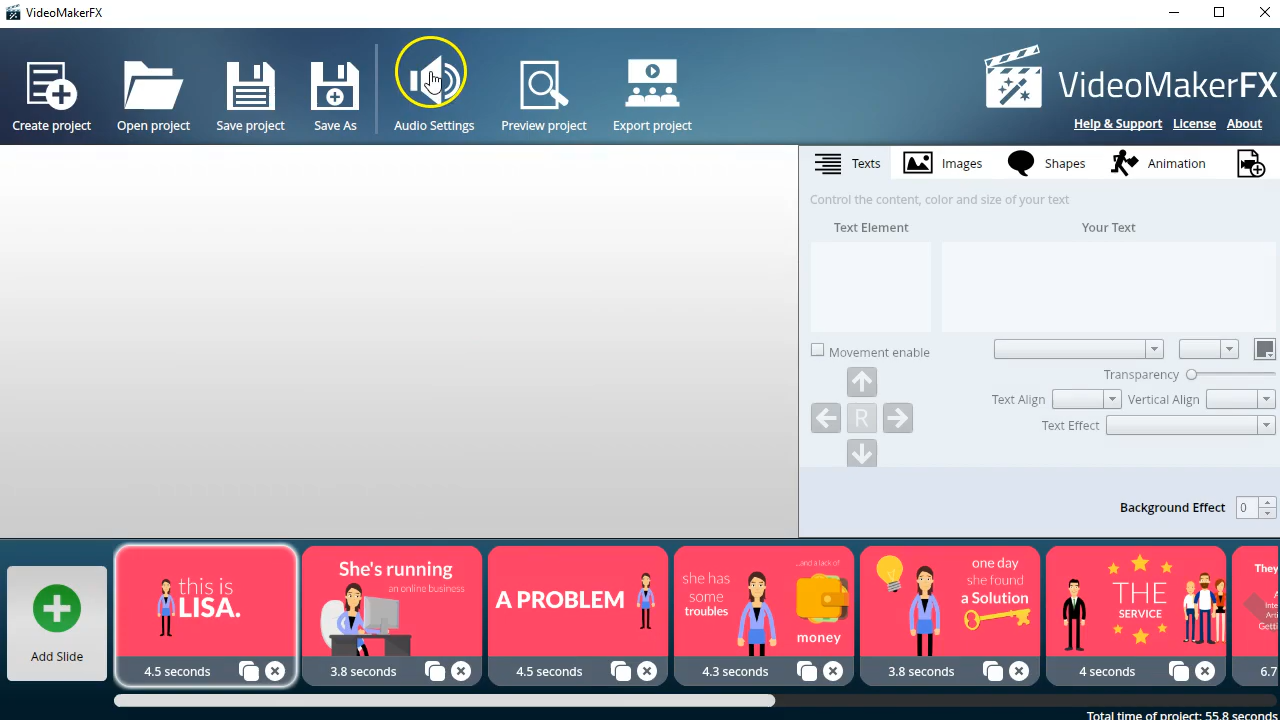 VideoMakerFX
Create project
Open project
Save project
Save As
Audio Settings
Preview project
Export project
VideoMakerFX
Help & Support
License
About
Texts
Images
Shapes
Animation
Control the content, color and size of your text
Text Element
Your Text
Movement enable
R
Transparency
Text Align
Vertical Align
Text Effect
Background Effect
0
Add Slide
this is
LISA.
4.5 seconds
She's running
an online business
3.8 seconds
A PROBLEM
4.5 seconds
she has
some
troubles
...and a lack of
money
4.3 seconds
one day
she found
a Solution
3.8 seconds
THE
SERVICE
4 seconds
They
Getti
6.7
Total time of project: 55.8 seconds